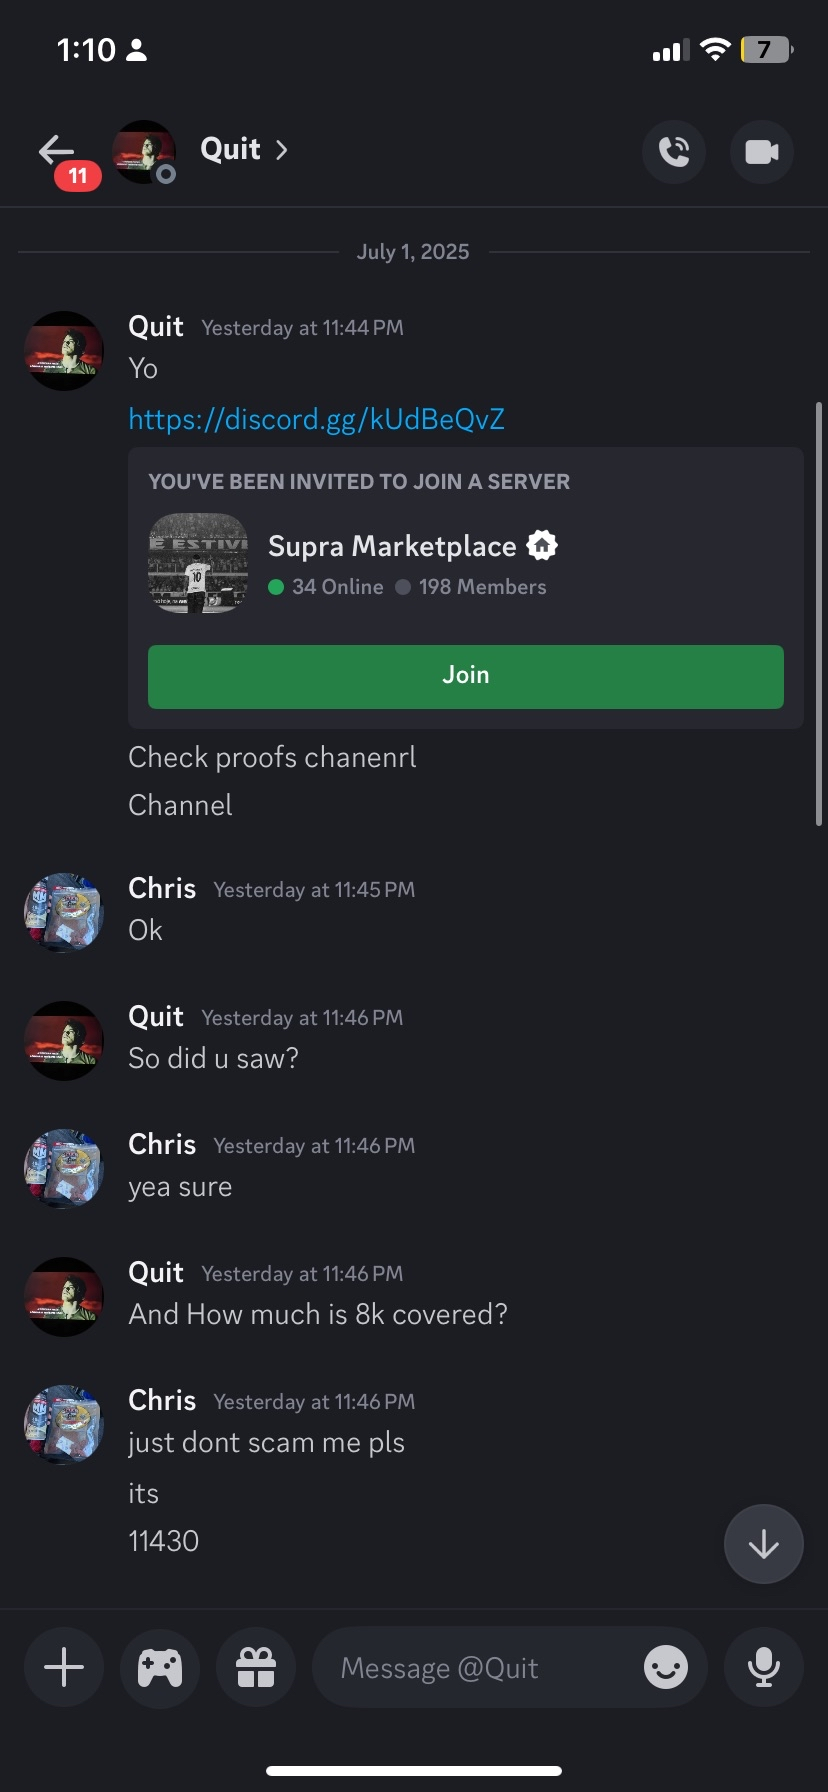 1:10
7
11
Quit
July 1, 2025
Quit Yesterday at 11:44 PM
Yo
https://discord.gg/kUdBeQvZ
YOU'VE BEEN INVITED TO JOIN A SERVER
E ESTIVI
10
Supra Marketplace
34 Online 198 Members
Join
Check proofs chanenrl
Channel
Chris Yesterday at 11:45 PM
Ok
Quit Yesterday at 11:46 PM
So did u saw?
Chris Yesterday at 11:46 PM
yea sure
Quit Yesterday at 11:46 PM
And How much is 8k covered?
Chris Yesterday at 11:46 PM
just dont scam me pls
its
11430
Message @Quit